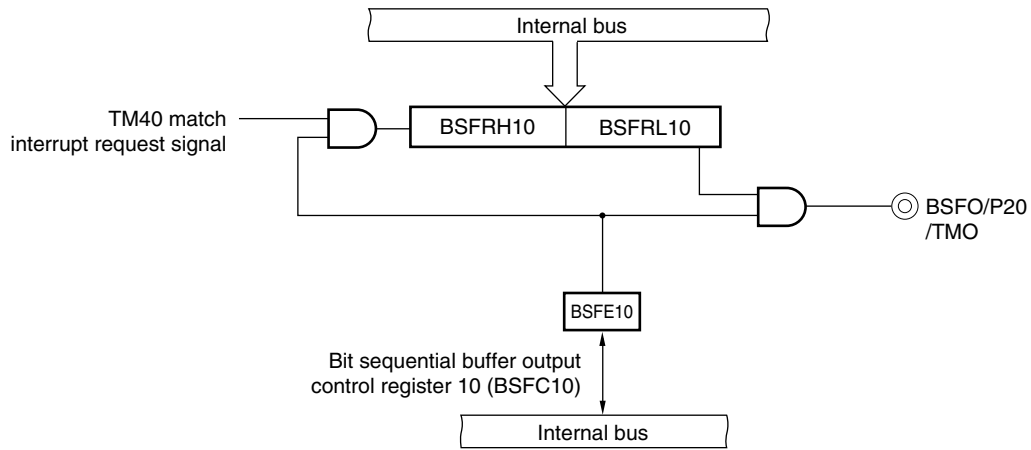 Internal bus
TM40 match
interrupt request signal
BSFRH10
BSFRL10
BSFO/P20
/TMO
BSFE10
Bit sequential buffer output
control register 10 (BSFC10)
Internal bus